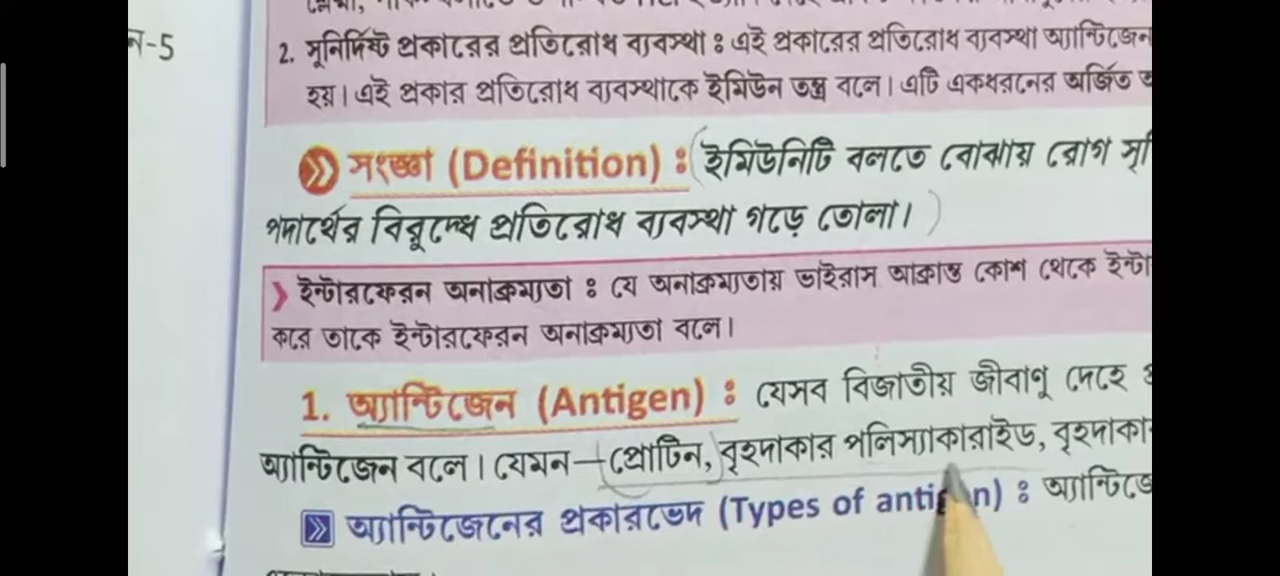 ন-5
2. সুনির্দিষ্ট প্রকারের প্রতিরোধ ব্যবস্থা : এই প্রকারের প্রতিরোধ ব্যবস্থা অ্যান্টিজেন
হয়। এই প্রকার প্রতিরোধ ব্যবস্থাকে ইমিউন তন্ত্র বলে। এটি একধরনের অর্জিত
সংজ্ঞা (Definition) : ইমিউনিটি বলতে বোঝায় রোগ
পদার্থের বিরুদ্ধে প্রতিরোধ ব্যবস্থা গড়ে তোলা।
ইন্টারফেরন অনাক্রম্যতা : যে অনাক্রম্যতায় ভাইরাস আক্রান্ত কোশ থেকে
করে তাকে ইন্টারফেরন অনাক্রম্যতা বলে।
1. অ্যান্টিজেন (Antigen) : যেসব বিজাতীয় জীবাণু দেহে
অ্যান্টিজেন বলে। যেমন—প্রোটিন, বৃহদাকার পলিস্যাকারাইড,
অ্যান্টিজেনের প্রকারভেদ (Types of antigen) :